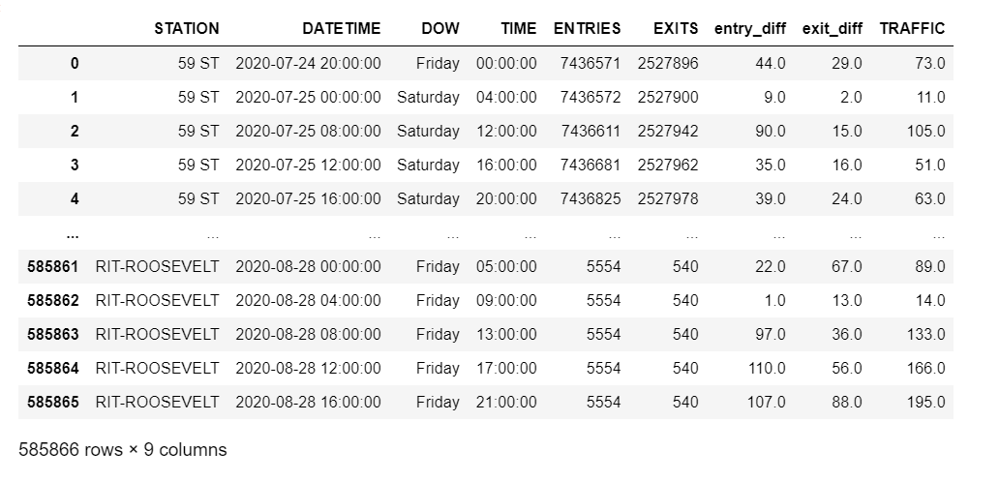 STATION DATETIME DOW TIME ENTRIES EXITS entry_diff exit_diff TRAFFIC
0 59 ST 2020-07-24 20:00:00 Friday 00:00:00 7436571 2527896 44.0 29.0 73.0
1 59 ST 2020-07-25 00:00:00 Saturday 04:00:00 7436572 2527900 9.0 2.0 11.0
2 59 ST 2020-07-25 08:00:00 Saturday 12:00:00 7436611 2527942 90.0 15.0 105.0
3 59 ST 2020-07-25 12:00:00 Saturday 16:00:00 7436681 2527962 35.0 16.0 51.0
4 59 ST 2020-07-25 16:00:00 Saturday 20:00:00 7436825 2527978 39.0 24.0 63.0
... ... ... ... ... ... ... ... ... ...
585861 RIT-ROOSEVELT 2020-08-28 00:00:00 Friday 05:00:00 5554 540 22.0 67.0 89.0
585862 RIT-ROOSEVELT 2020-08-28 04:00:00 Friday 09:00:00 5554 540 1.0 13.0 14.0
585863 RIT-ROOSEVELT 2020-08-28 08:00:00 Friday 13:00:00 5554 540 97.0 36.0 133.0
585864 RIT-ROOSEVELT 2020-08-28 12:00:00 Friday 17:00:00 5554 540 110.0 56.0 166.0
585865 RIT-ROOSEVELT 2020-08-28 16:00:00 Friday 21:00:00 5554 540 107.0 88.0 195.0
585866 rows × 9 columns